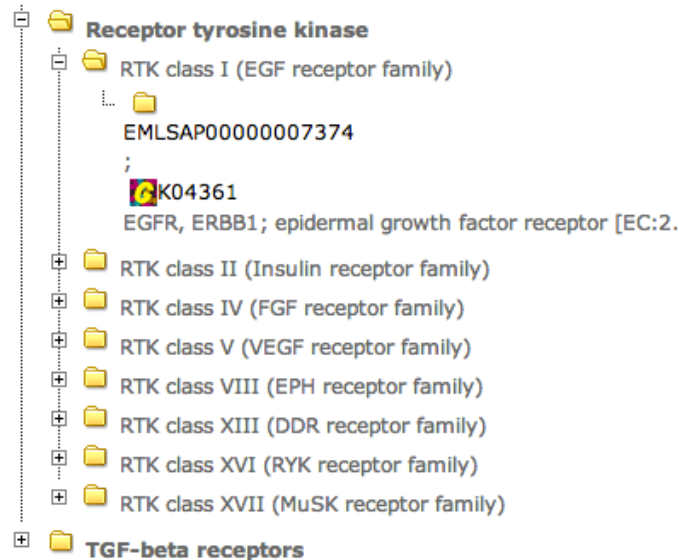 Receptor tyrosine kinase
RTK class I (EGF receptor family)
EMLSAP00000007374
;
K04361
EGFR, ERBB1; epidermal growth factor receptor [EC:2.
RTK class II (Insulin receptor family)
RTK class IV (FGF receptor family)
RTK class V (VEGF receptor family)
RTK class VIII (EPH receptor family)
RTK class XIII (DDR receptor family)
RTK class XVI (RYK receptor family)
RTK class XVII (MuSK receptor family)
TGF-beta receptors